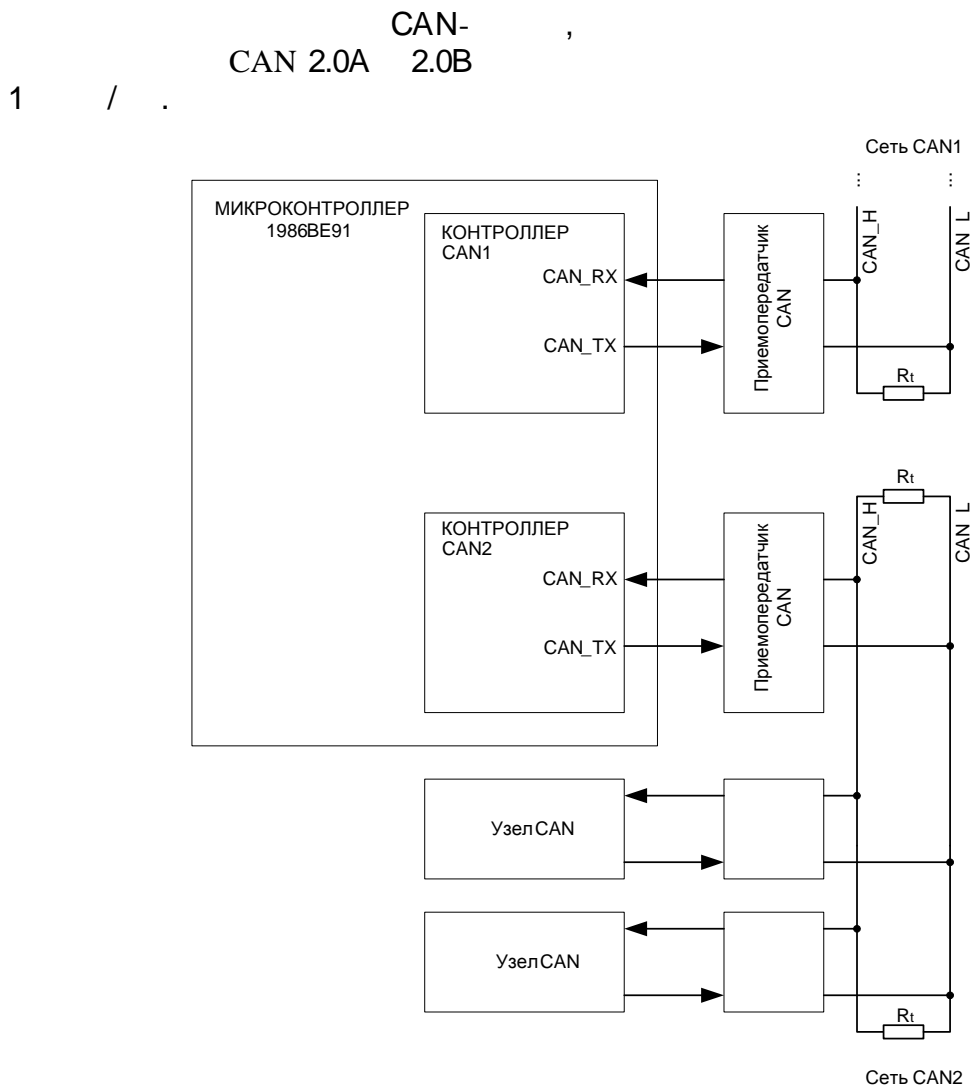 CAN- ,
CAN 2.0A 2.0B
1 / .
Сеть CAN1
... ...
МИКРОКОНТРОЛЛЕР
1986ВЕ91
КОНТРОЛЛЕР
CAN1
CAN_RX
CAN_TX
Приемопередатчик
CAN
CAN_H
CAN_L
Rt
Rt
КОНТРОЛЛЕР
CAN2
CAN_RX
CAN_TX
Приемопередатчик
CAN
CAN_H
CAN_L
Узел CAN
Узел CAN
Rt
Сеть CAN2